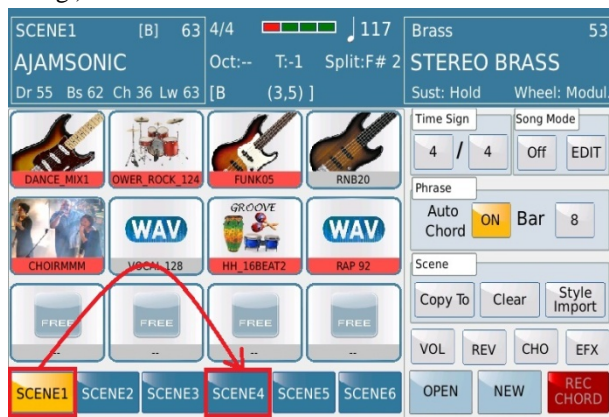 SCENE1 [B] 63
AJAMSONIC
Dr 55 Bs 62 Ch 36 Lw 63
4/4 117
Oct:-- T:-1 Split:F# 2
[B (3,5) ]
Brass 53
STEREO BRASS
Sust: Hold Wheel: Modul.
DANCE_MIX1
OWER_ROCK_124
FUNK05
RNB20
WAV
GROOVE
WAV
CHOIRMMM
VOCAL 128
HH_16BEAT2
RAP 92
FREE
FREE
FREE
FREE
--
--
--
--
SCENE1 SCENE2 SCENE3 SCENE4 SCENE5 SCENE6
Time Sign
4 / 4
Song Mode
Off EDIT
Phrase
Auto
Chord
ON Bar 8
Scene
Copy To Clear Style
Import
VOL REV CHO EFX
OPEN NEW REC
CHORD